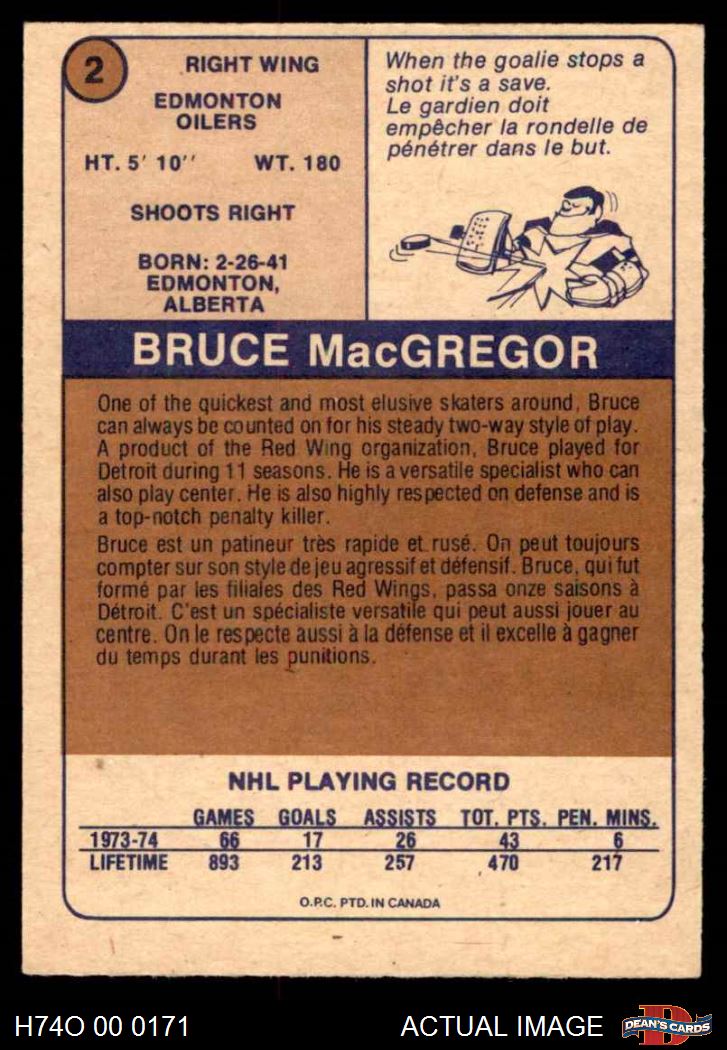 2
RIGHT WING
EDMONTON
OILERS
HT. 5' 10'' WT. 180
SHOOTS RIGHT
BORN: 2-26-41
EDMONTON,
ALBERTA
When the goalie stops a
shot it's a save.
Le gardien doit
empêcher la rondelle de
pénétrer dans le but.
BRUCE MacGREGOR
One of the quickest and most elusive skaters around, Bruce
can always be counted on for his steady two-way style of play.
A product of the Red Wing organization, Bruce played for
Detroit during 11 seasons. He is a versatile specialist who can
also play center. He is also highly respected on defense and is
a top-notch penalty killer.
Bruce est un patineur très rapide et rusé. On peut toujours
compter sur son style de jeu agressif et défensif. Bruce, qui fut
formé par les filiales des Red Wings, passa onze saisons à
Détroit. C'est un spécialiste versatile qui peut aussi jouer au
centre. On le respecte aussi à la défense et il excelle à gagner
du temps durant les punitions.
NHL PLAYING RECORD
GAMES GOALS ASSISTS TOT. PTS. PEN. MINS.
1973-74 66 17 26 43 6
LIFETIME 893 213 257 470 217
O.P.C. PTD. IN CANADA
H74O 00 0171
ACTUAL IMAGE
D
DEAN'S CARDS